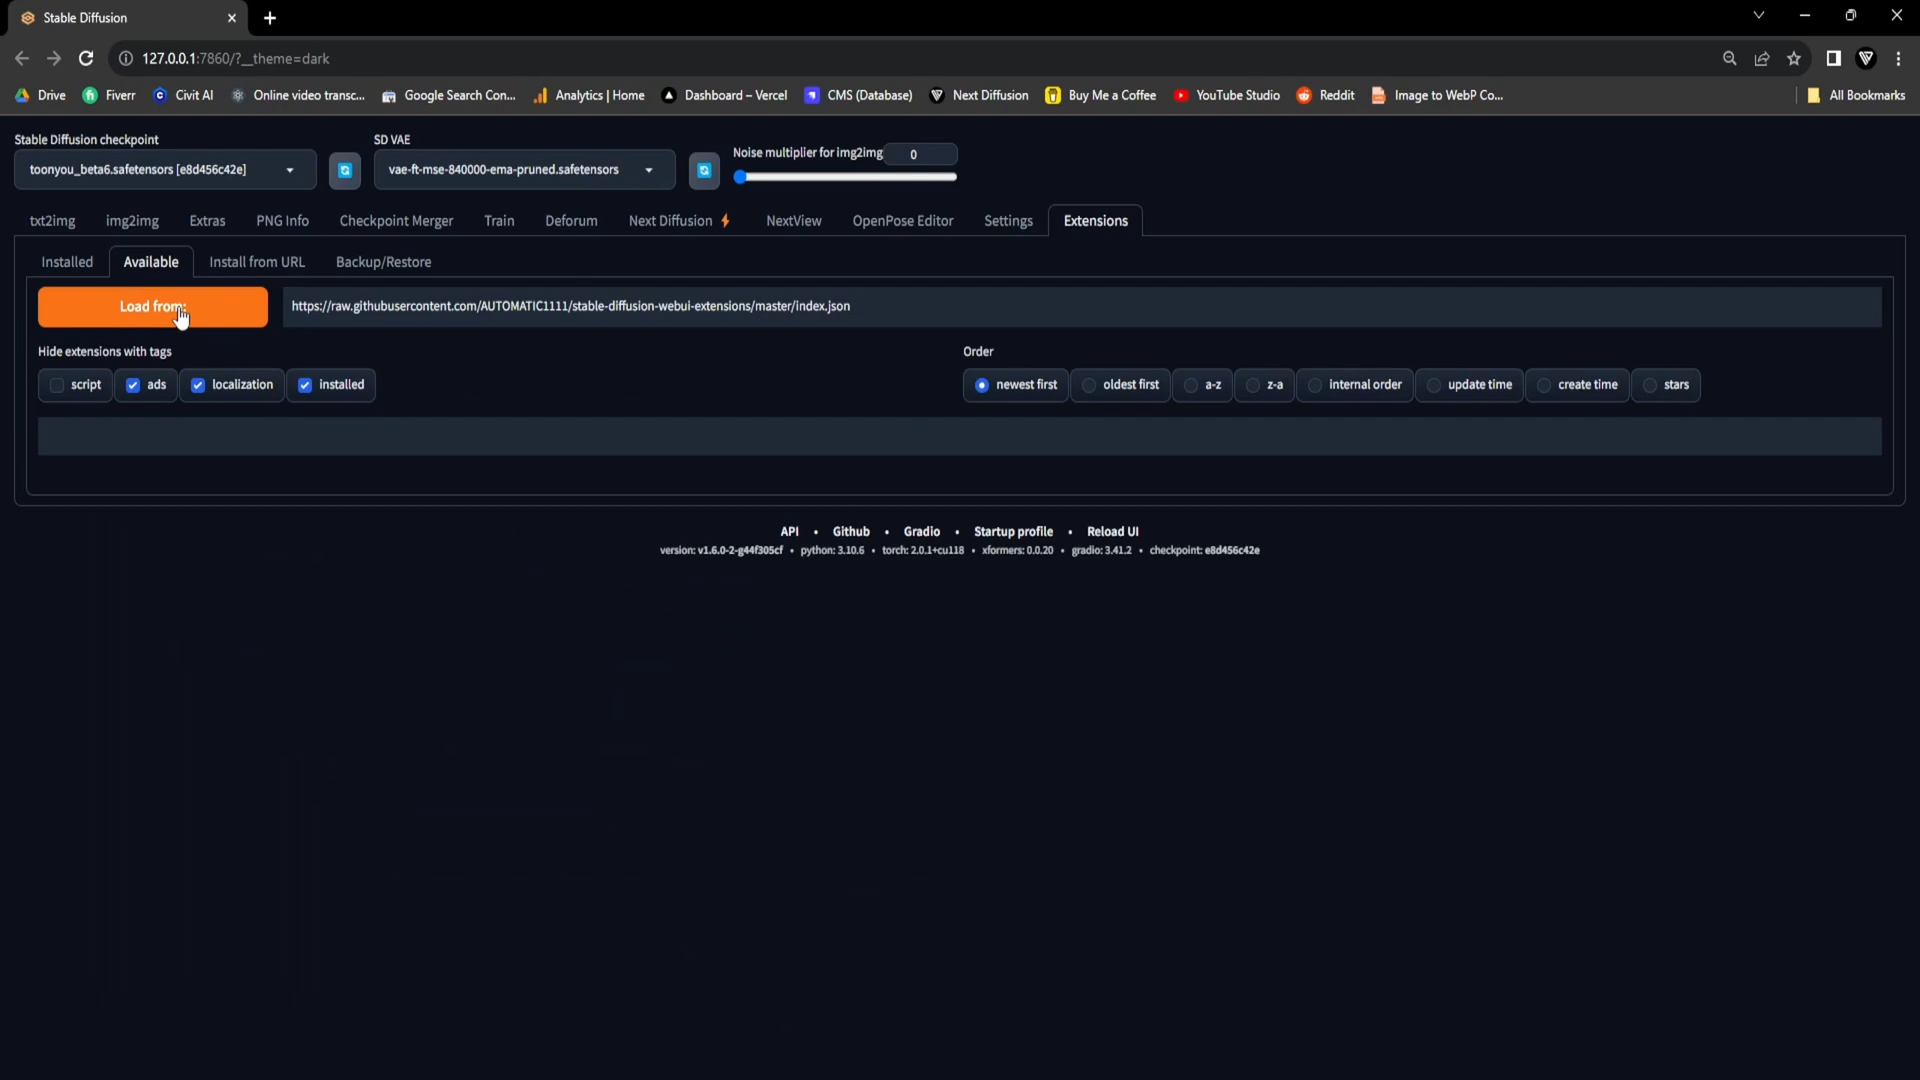 Stable Diffusion
127.0.0.1:7860/?__theme=dark
Drive Fiverr Civit AI Online video transc... Google Search Con... Analytics | Home Dashboard – Vercel CMS (Database) Next Diffusion Buy Me a Coffee YouTube Studio Reddit Image to WebP Co... All Bookmarks
Stable Diffusion checkpoint SD VAE
Noise multiplier for img2img 0
toonyou_beta6.safetensors [e8d456c42e] vae-ft-mse-840000-ema-pruned.safetensors
txt2img img2img Extras PNG Info Checkpoint Merger Train Deforum Next Diffusion NextView OpenPose Editor Settings Extensions
Installed Available Install from URL Backup/Restore
Load from: https://raw.githubusercontent.com/AUTOMATIC1111/stable-diffusion-webui-extensions/master/index.json
Hide extensions with tags Order
script ads localization installed newest first oldest first a-z z-a internal order update time create time stars
API • Github • Gradio • Startup profile • Reload UI
version: v1.6.0-2-g44f305cf • python: 3.10.6 • torch: 2.0.1+cu118 • xformers: 0.0.20 • gradio: 3.41.2 • checkpoint: e8d456c42e